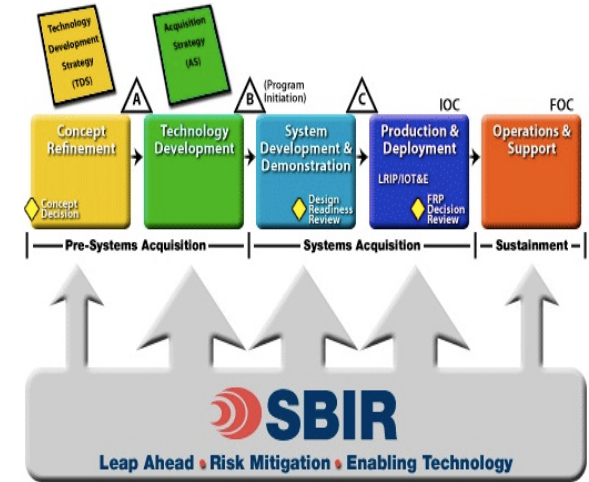 Technology
Development
Strategy
(TDS)
Acquisition
Strategy
(AS)
A
B
(Program
Initiation)
C
IOC
FOC
Concept
Refinement
Technology
Development
System
Development &
Demonstration
Production &
Deployment
Operations &
Support
LRIP/IOT&E
Concept
Decision
Design
Readiness
Review
FRP
Decision
Review
Pre-Systems Acquisition
Systems Acquisition
Sustainment
SBIR
Leap Ahead • Risk Mitigation • Enabling Technology